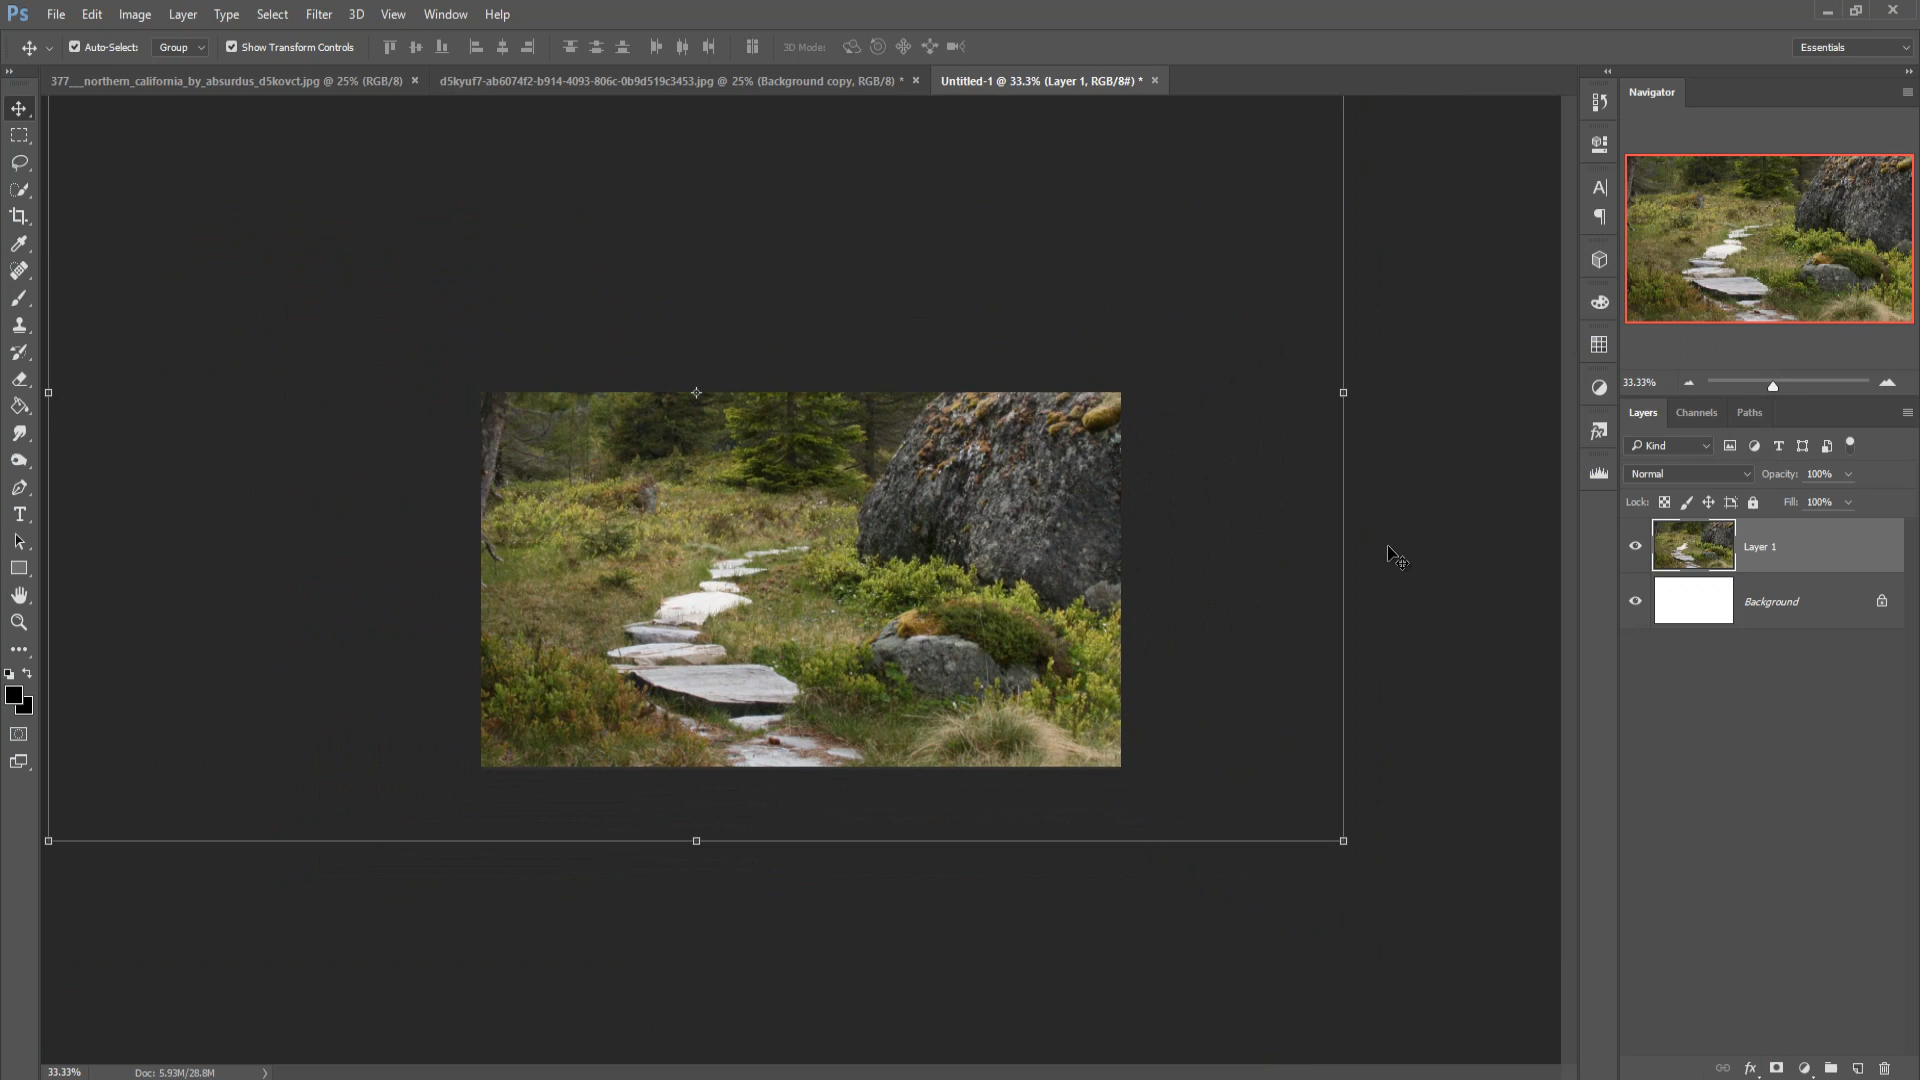 Ps File Edit Image Layer Type Select Filter 3D View Window Help
Auto-Select: Group Show Transform Controls 3D Mode: Essentials
377___northern_california_by_absurdus_d5kovct.jpg @ 25% (RGB/8) × d5kyuf7-ab6074f2-b914-4093-806c-0b9d519c3453.jpg @ 25% (Background copy, RGB/8) * × Untitled-1 @ 33.3% (Layer 1, RGB/8#) * ×
Navigator
33.33%
Layers Channels Paths
Kind
Normal Opacity: 100%
Lock: Fill: 100%
Layer 1
Background
33.33% Doc: 5.93M/28.8M